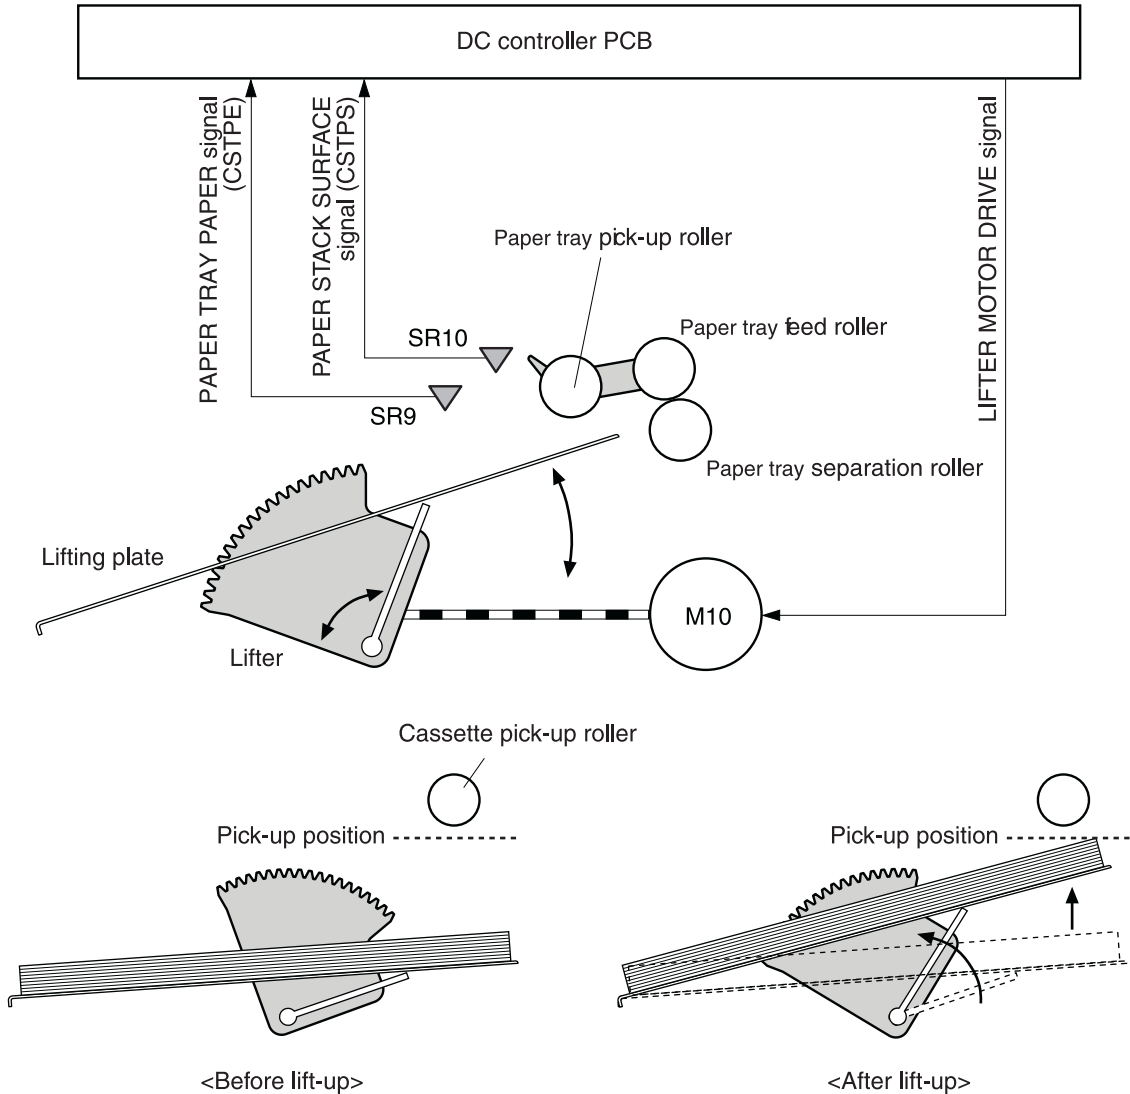 DC controller PCB
PAPER TRAY PAPER signal
(CSTPE)
PAPER STACK SURFACE
signal (CSTPS)
LIFTER MOTOR DRIVE signal
Paper tray pick-up roller
SR10
Paper tray feed roller
SR9
Paper tray separation roller
Lifting plate
M10
Lifter
Cassette pick-up roller
Pick-up position
Pick-up position
<Before lift-up>
<After lift-up>